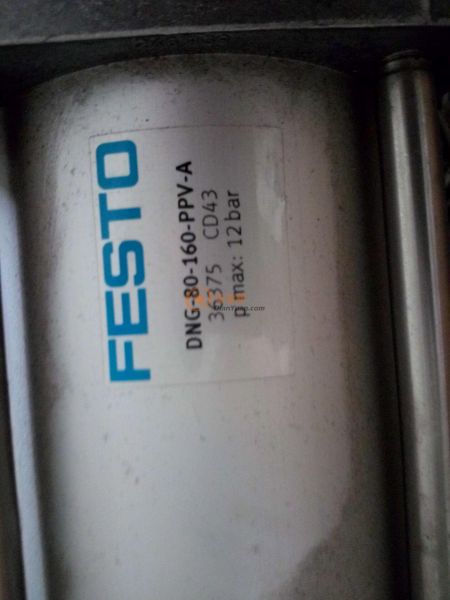 FESTO
DNG-80-160-PPV-A
36375 CD43
p max: 12 bar